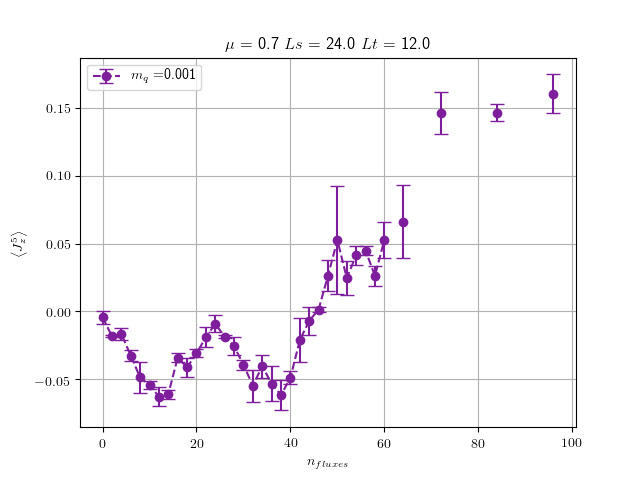 μ = 0.7 Ls = 24.0 Lt = 12.0
m_q =0.001
⟨J_z^5⟩
0.15
0.10
0.05
0.00
−0.05
0 20 40 60 80 100
n_fluxes